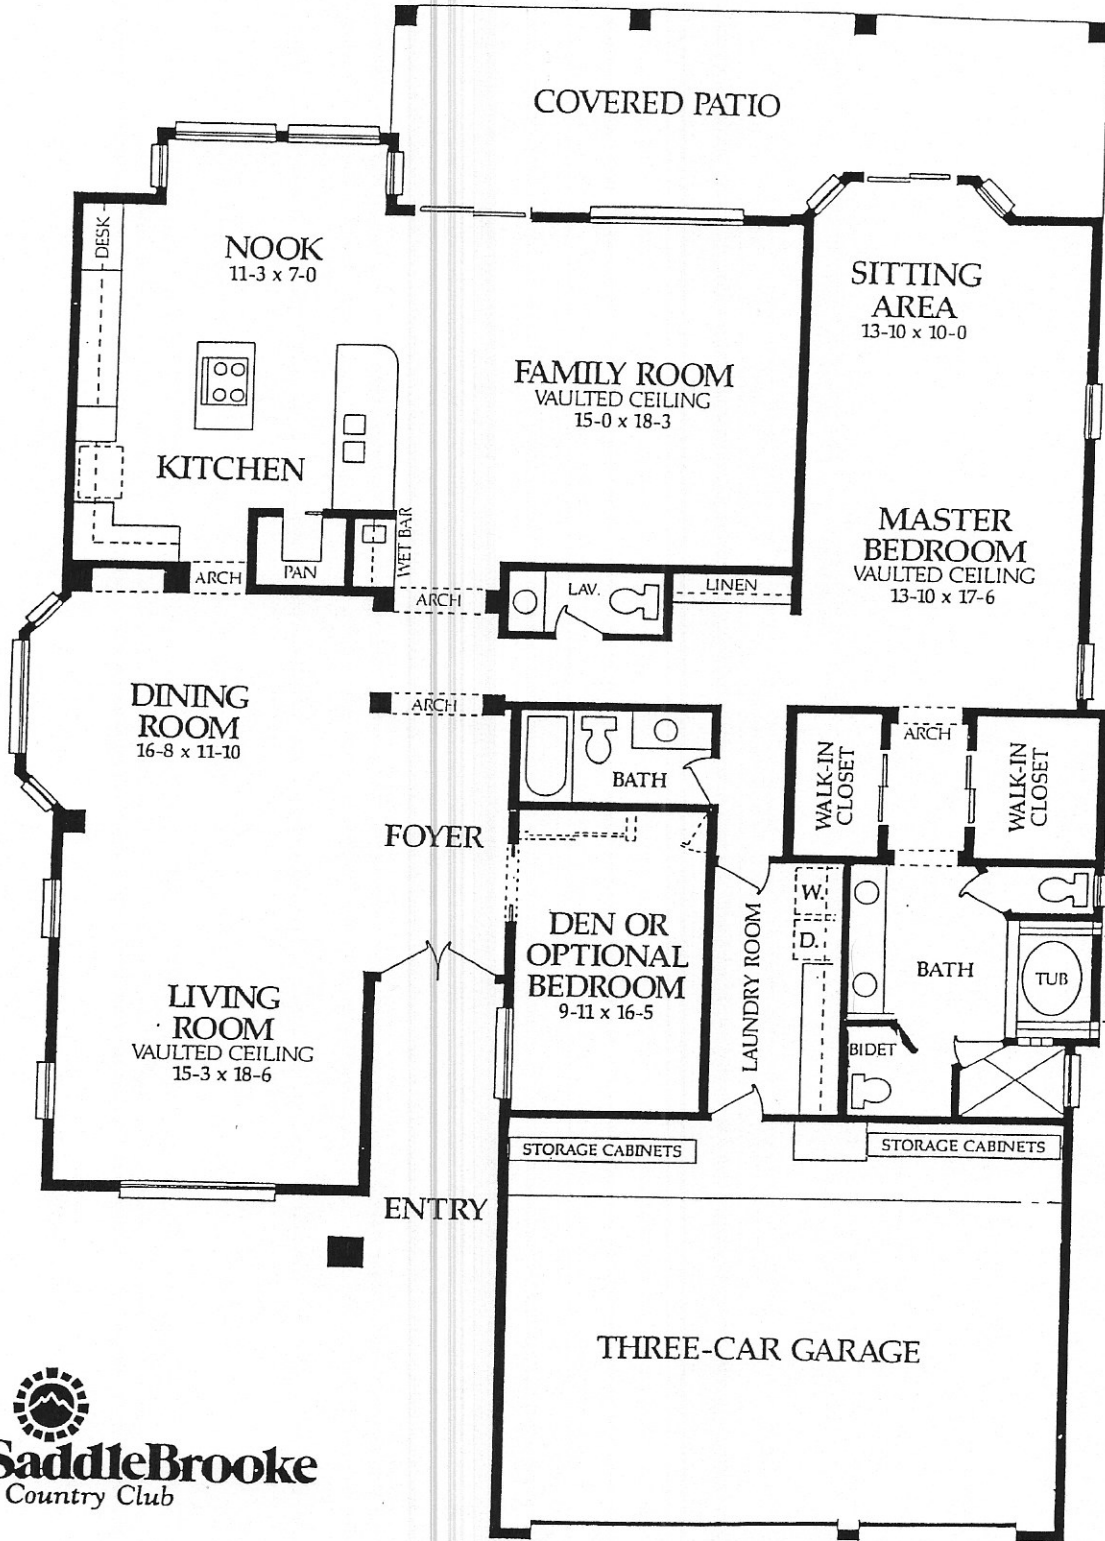 COVERED PATIO
DESK
NOOK
11-3 x 7-0
SITTING
AREA
13-10 x 10-0
FAMILY ROOM
VAULTED CEILING
15-0 x 18-3
KITCHEN
WET BAR
MASTER
BEDROOM
VAULTED CEILING
13-10 x 17-6
ARCH
PAN
ARCH
LAV.
LINEN
DINING
ROOM
16-8 x 11-10
ARCH
BATH
WALK-IN
CLOSET
ARCH
WALK-IN
CLOSET
FOYER
DEN OR
OPTIONAL
BEDROOM
9-11 x 16-5
LAUNDRY ROOM
W.
D.
BATH
TUB
BIDET
LIVING
ROOM
VAULTED CEILING
15-3 x 18-6
STORAGE CABINETS
STORAGE CABINETS
ENTRY
THREE-CAR GARAGE
SaddleBrooke
Country Club